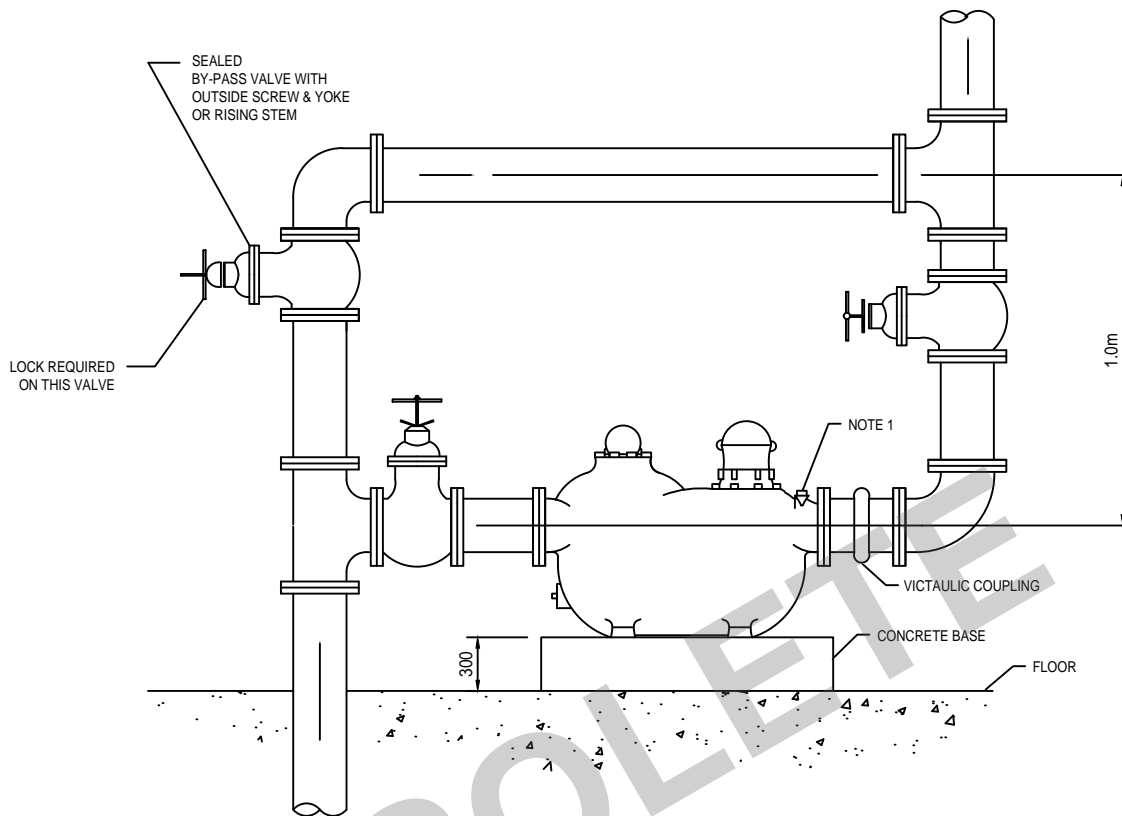 SEALED
BY-PASS VALVE WITH
OUTSIDE SCREW & YOKE
OR RISING STEM
LOCK REQUIRED
ON THIS VALVE
1.0m
NOTE 1
VICTAULIC COUPLING
CONCRETE BASE
300
FLOOR
OLETE